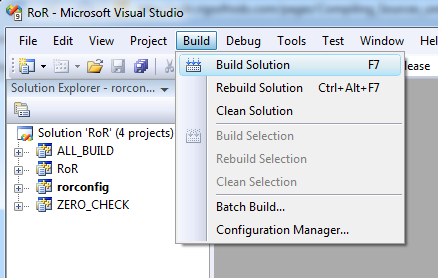 RoR - Microsoft Visual Studio
File Edit View Project Build Debug Tools Test Window
Build Solution F7
Rebuild Solution Ctrl+Alt+F7
Clean Solution
Build Selection
Rebuild Selection
Clean Selection
Batch Build...
Configuration Manager...
Solution Explorer - rorcon...
Solution 'RoR' (4 projects)
ALL_BUILD
RoR
rorconfig
ZERO_CHECK